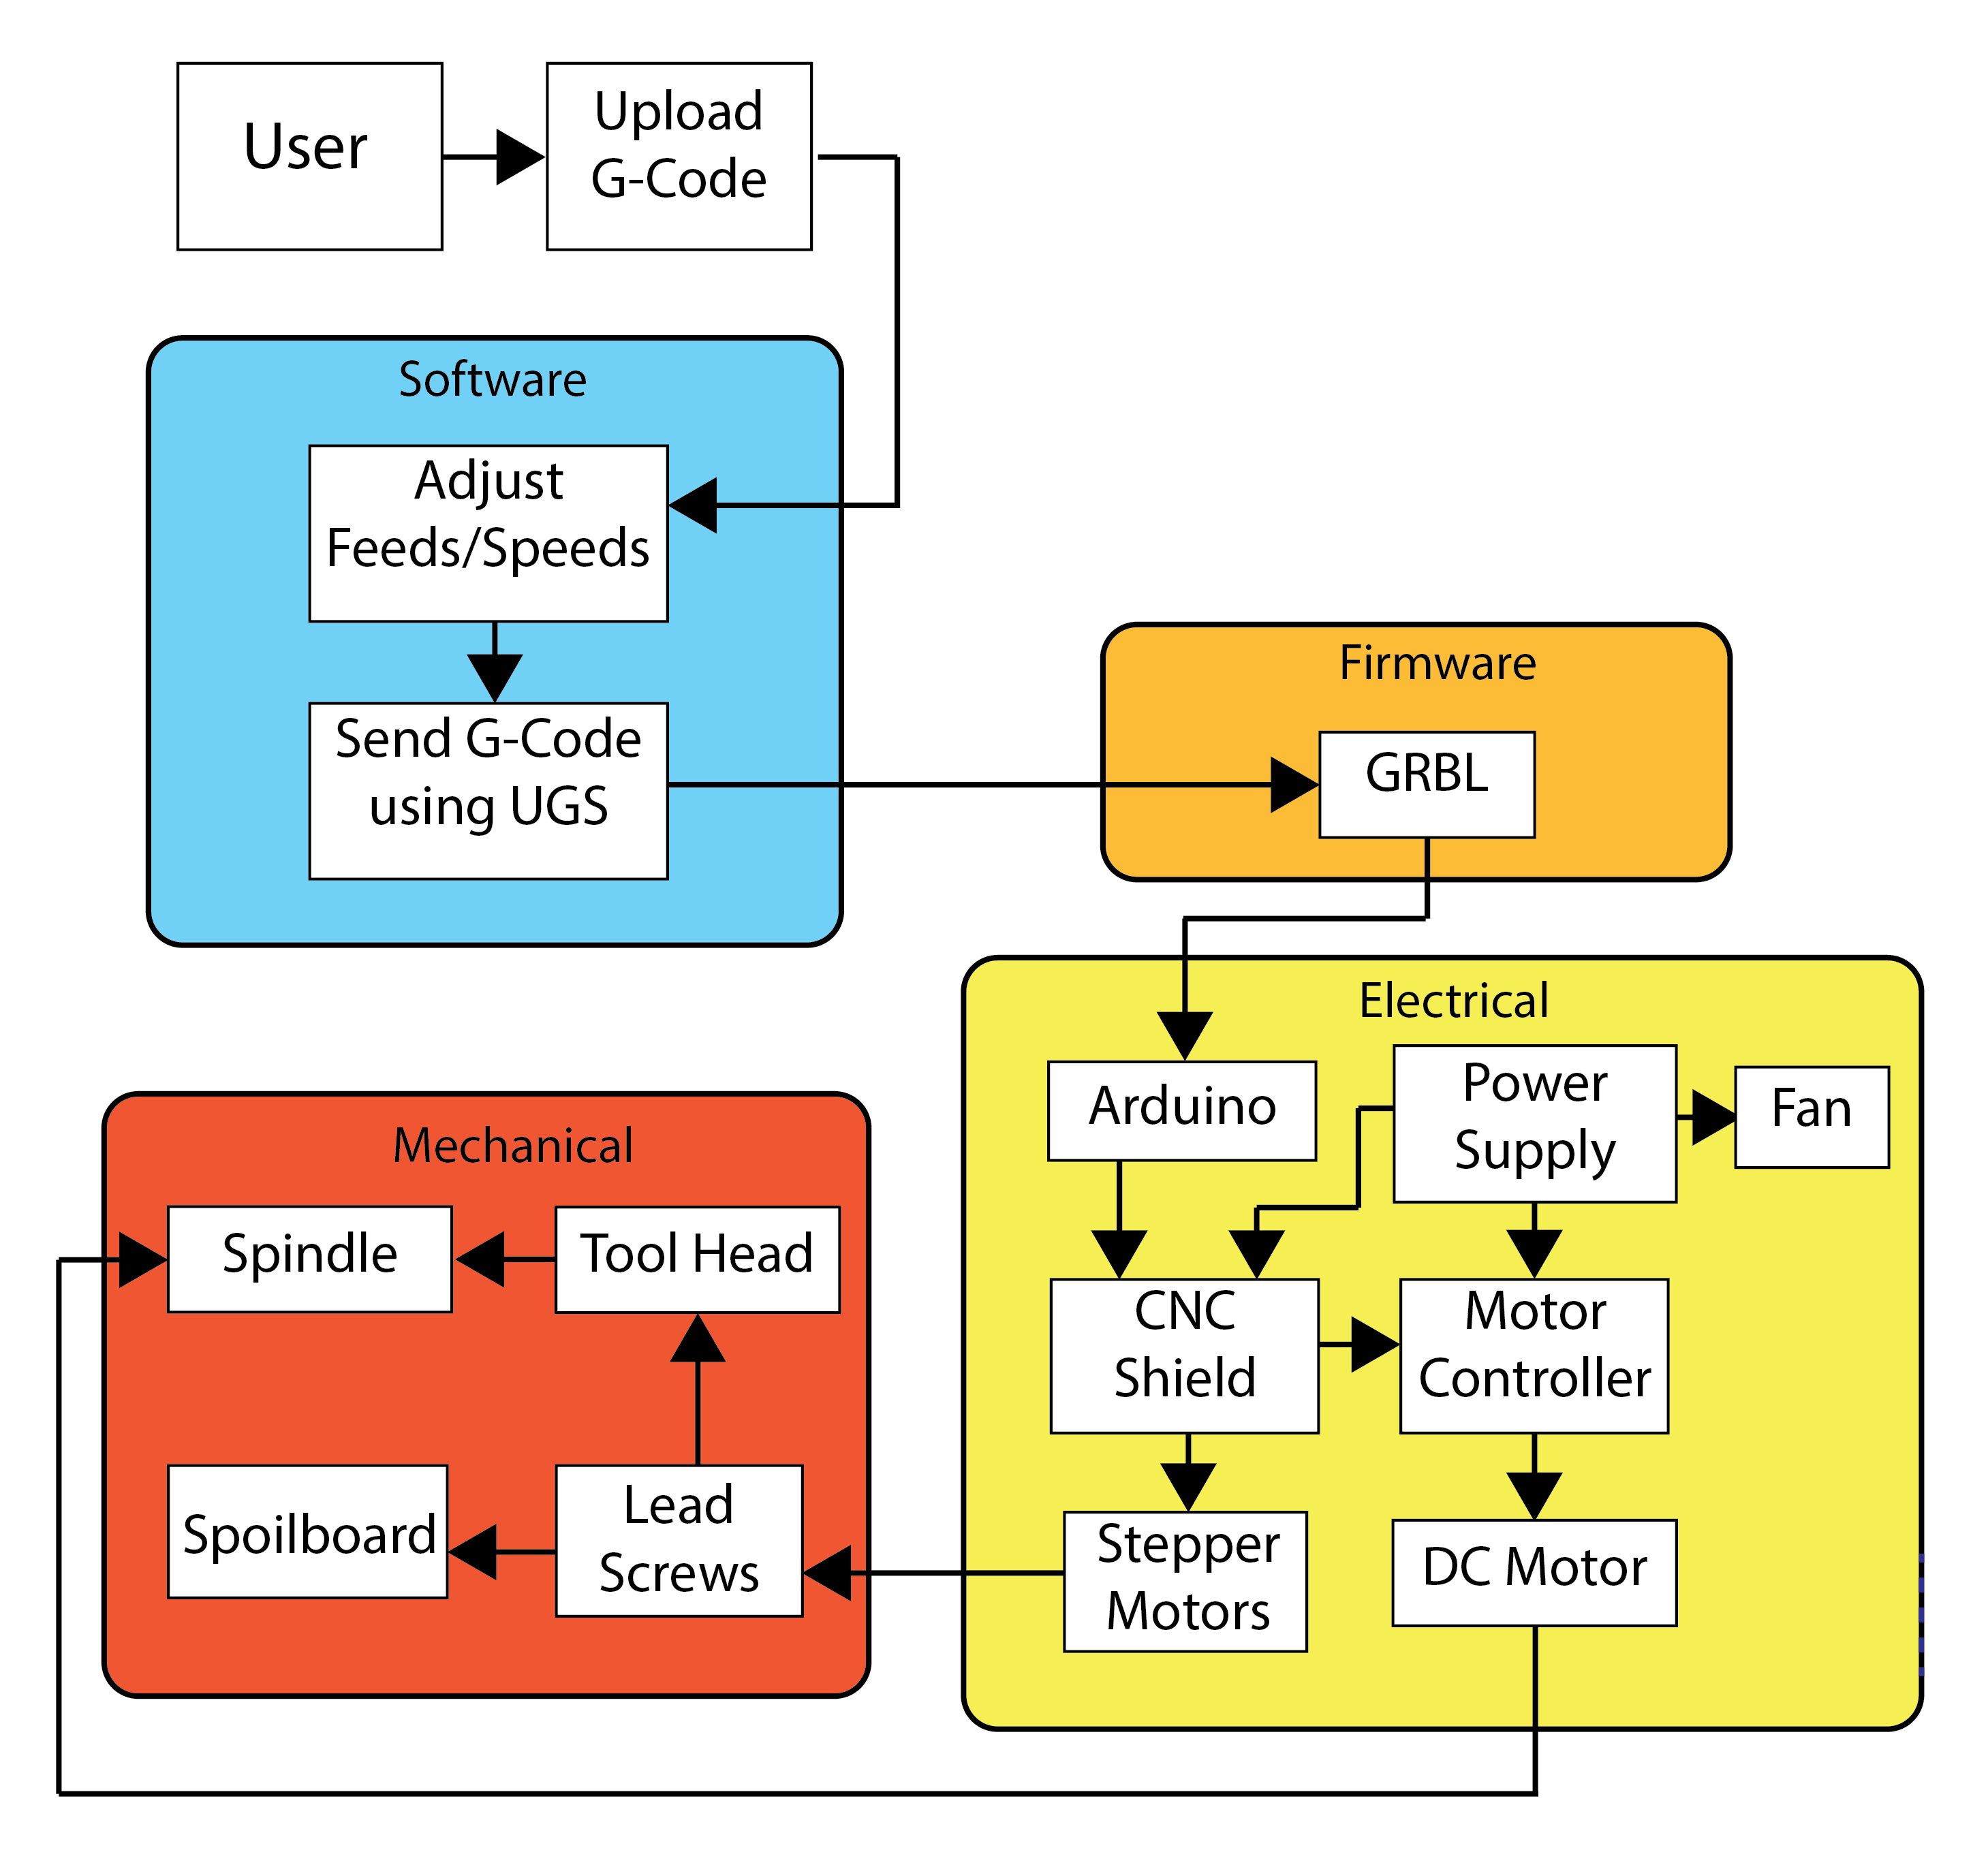 User
Upload
G-Code
Software
Adjust
Feeds/Speeds
Send G-Code
using UGS
Firmware
GRBL
Electrical
Arduino
Power
Supply
Fan
CNC
Shield
Motor
Controller
Stepper
Motors
DC Motor
Mechanical
Spindle
Tool Head
Spoilboard
Lead
Screws